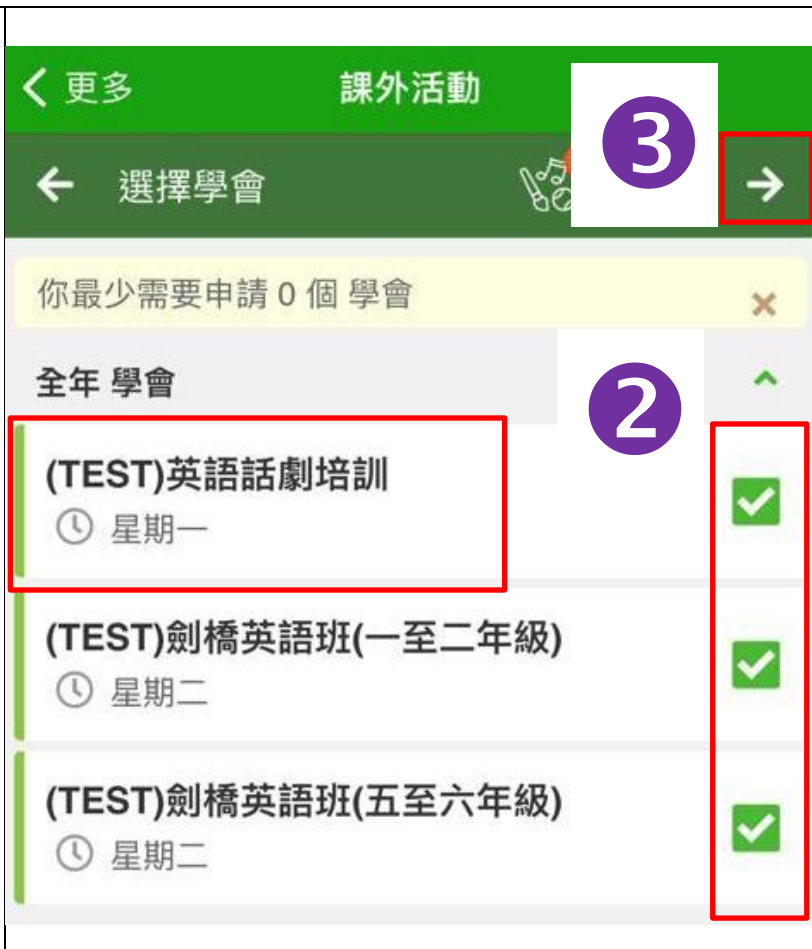 更多
課外活動
3
選擇學會
你最少需要申請 0 個 學會
全年 學會
2
(TEST)英語話劇培訓
星期一
(TEST)劍橋英語班(一至二年級)
星期二
(TEST)劍橋英語班(五至六年級)
星期二